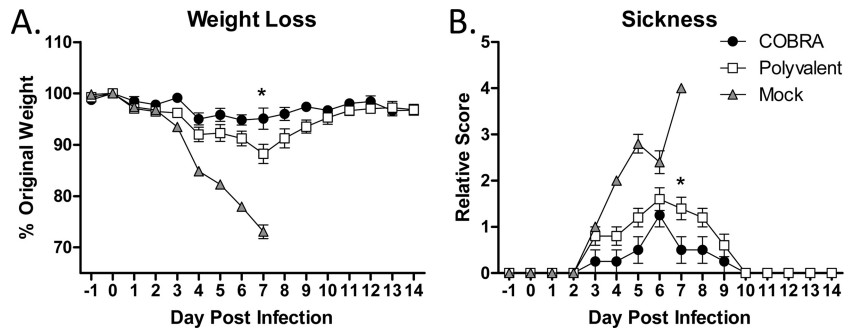 A. Weight Loss
% Original Weight
110
100
90
80
70
*
-1 0 1 2 3 4 5 6 7 8 9 10 11 12 13 14
Day Post Infection
B. Sickness
Relative Score
5
4
3
2
1
0
*
-1 0 1 2 3 4 5 6 7 8 9 10 11 12 13 14
Day Post Infection
COBRA
Polyvalent
Mock